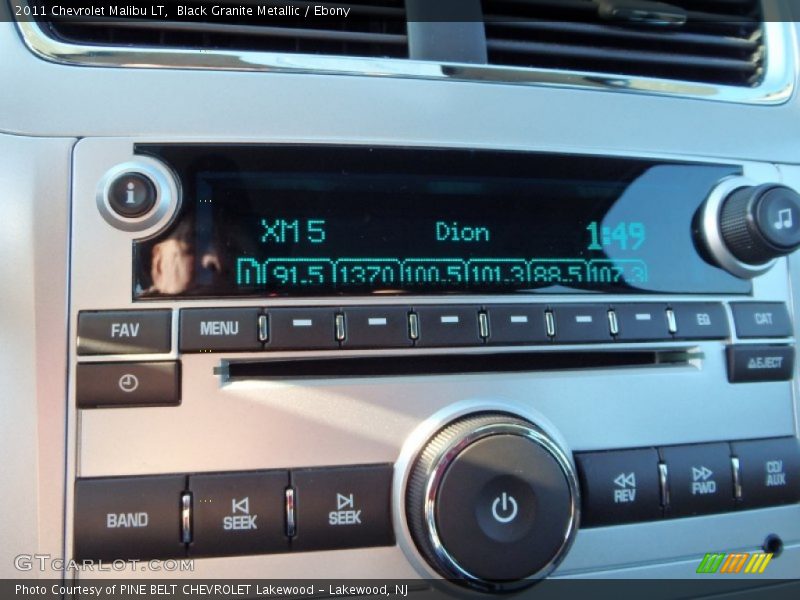 2011 Chevrolet Malibu LT, Black Granite Metallic / Ebony
i
XM 5 Dion 1:49
91.5 1370 100.5 101.3 88.5 107.3
FAV MENU EQ CAT
EJECT
BAND SEEK SEEK REV FWD CD/AUX
GTCARLOT.COM
Photo Courtesy of PINE BELT CHEVROLET Lakewood - Lakewood, NJ